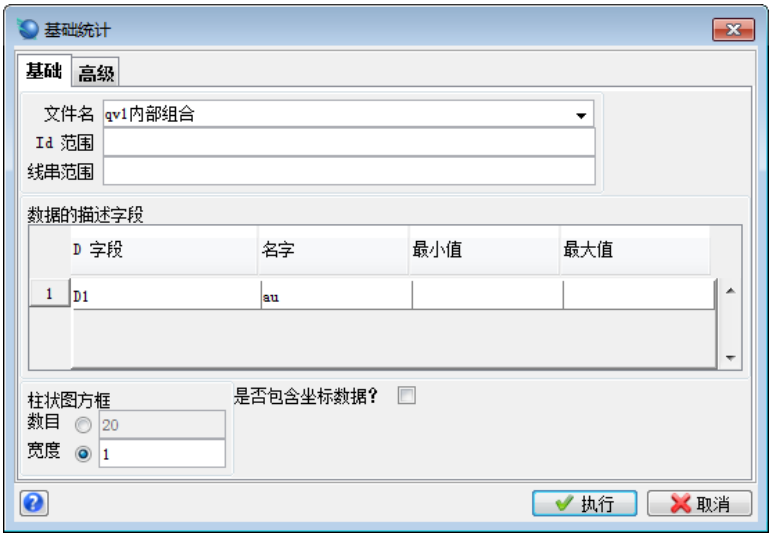 基础统计
基础 高级
文件名 qv1内部组合
Id 范围
线串范围
数据的描述字段
D 字段 名字 最小值 最大值
1 D1 au
柱状图方框 是否包含坐标数据?
数目 20
宽度 1
? 执行 取消